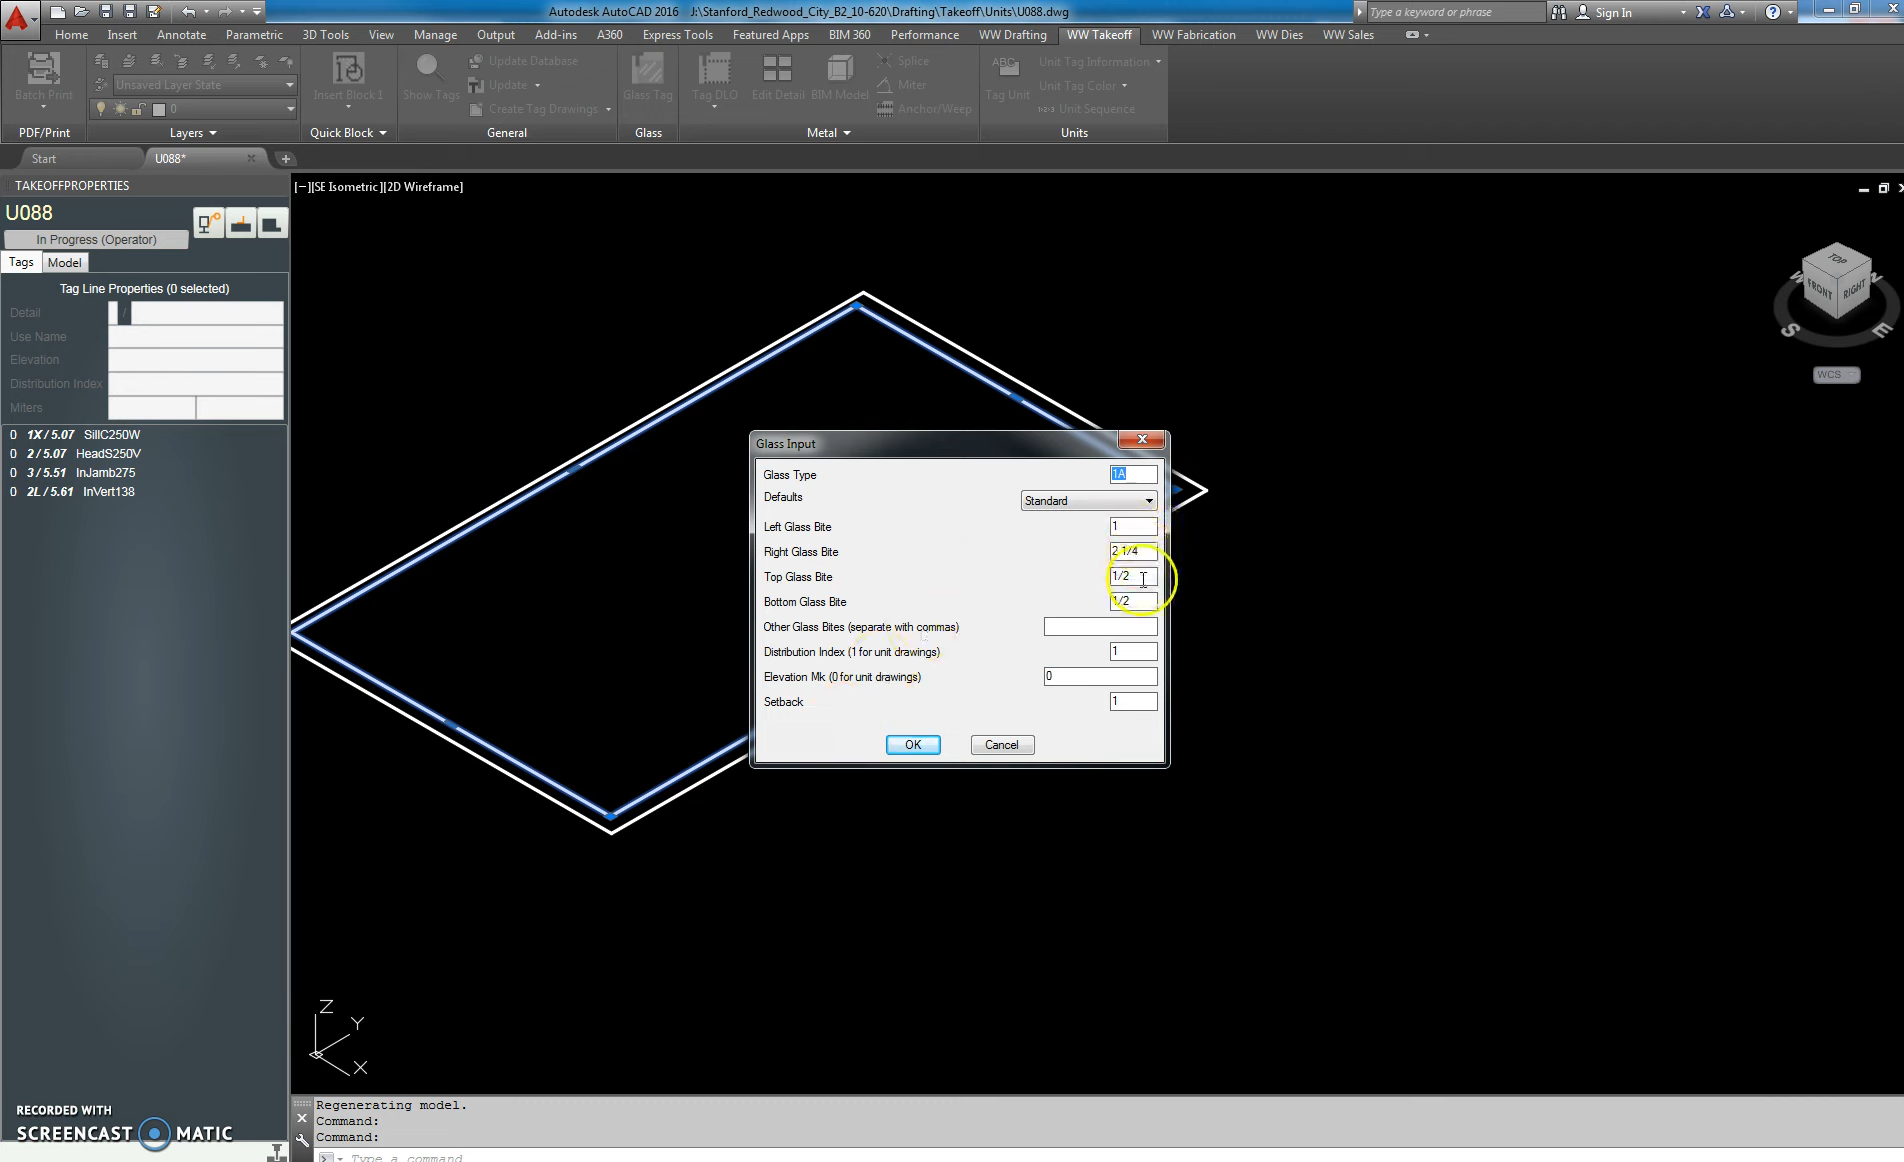 Autodesk AutoCAD 2016 J:\Stanford_Redwood_City_B2_10-620\Drafting\Takeoff\Units\U088.dwg
Type a keyword or phrase
Sign In
Home Insert Annotate Parametric 3D Tools View Manage Output Add-ins A360 Express Tools Featured Apps BIM 360 Performance WW Drafting WW Takeoff WW Fabrication WW Dies WW Sales
Batch Print
Unsaved Layer State
0
Insert Block 1
Show Tags
Update Database
Update
Create Tag Drawings
Glass Tag
Tag DLO
Edit Detail
BIM Model
Splice
Miter
Anchor/Weep
ABC
Tag Unit
Unit Tag Information
Unit Tag Color
1-2-3 Unit Sequence
PDF/Print Layers Quick Block General Glass Metal Units
Start U088*
TAKEOFFPROPERTIES
U088
In Progress (Operator)
Tags Model
Tag Line Properties (0 selected)
Detail /
Use Name
Elevation
Distribution Index
Miters
0 1X / 5.07 SillC250W
0 2 / 5.07 HeadS250V
0 3 / 5.51 InJamb275
0 2L / 5.61 InVert138
[−][SE Isometric][2D Wireframe]
TOP
FRONT RIGHT
W N
S E
WCS
Glass Input
Glass Type 1A
Defaults Standard
Left Glass Bite 1
Right Glass Bite 2 1/4
Top Glass Bite 1/2
Bottom Glass Bite 1/2
Other Glass Bites (separate with commas)
Distribution Index (1 for unit drawings) 1
Elevation Mk (0 for unit drawings) 0
Setback 1
OK Cancel
Z
Y
X
Regenerating model.
Command:
Command:
Type a command
RECORDED WITH
SCREENCAST MATIC